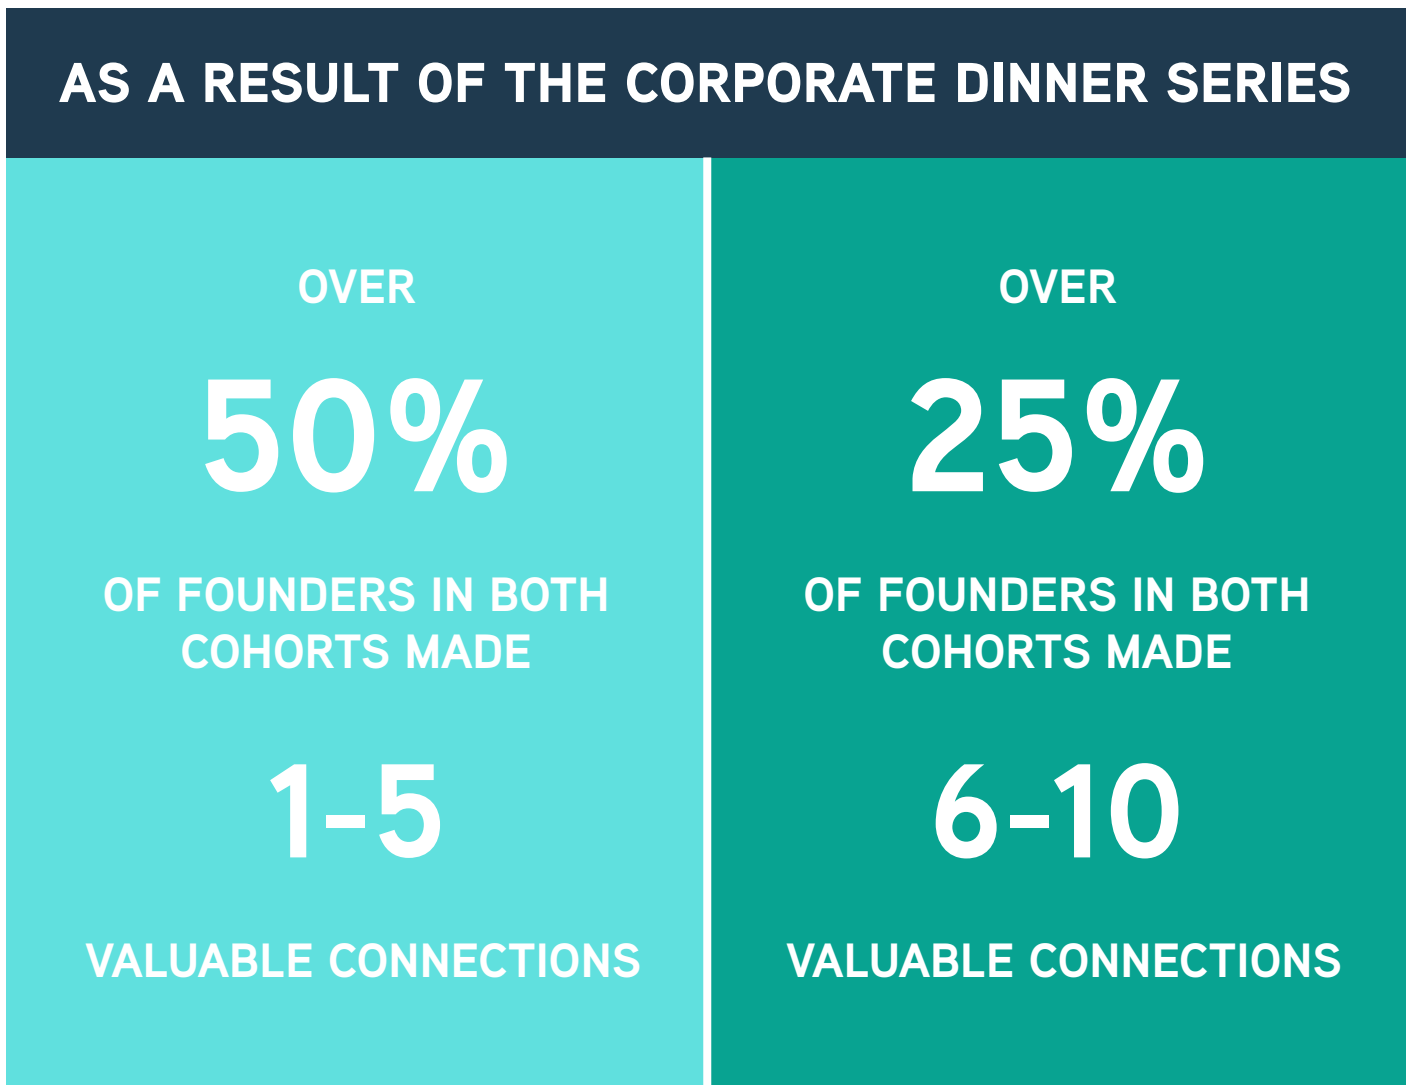 AS A RESULT OF THE CORPORATE DINNER SERIES
OVER
50%
OF FOUNDERS IN BOTH
COHORTS MADE
1-5
VALUABLE CONNECTIONS
OVER
25%
OF FOUNDERS IN BOTH
COHORTS MADE
6-10
VALUABLE CONNECTIONS